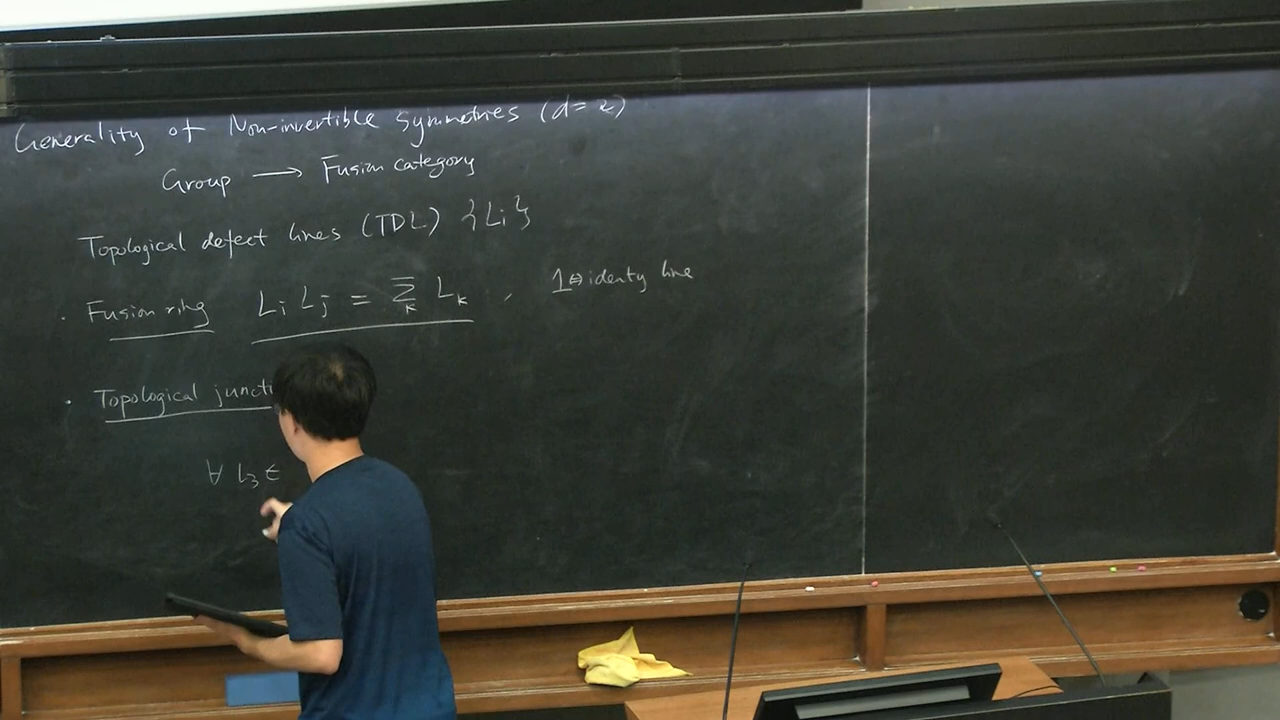 Generality of Non-invertible Symmetries (d=2)
Group → Fusion category
Topological defect lines (TDL) {Li}
· Fusion ring Li Lj = Σk Lk , 1⇔identy line
· Topological juncti
∀ L3 ∈